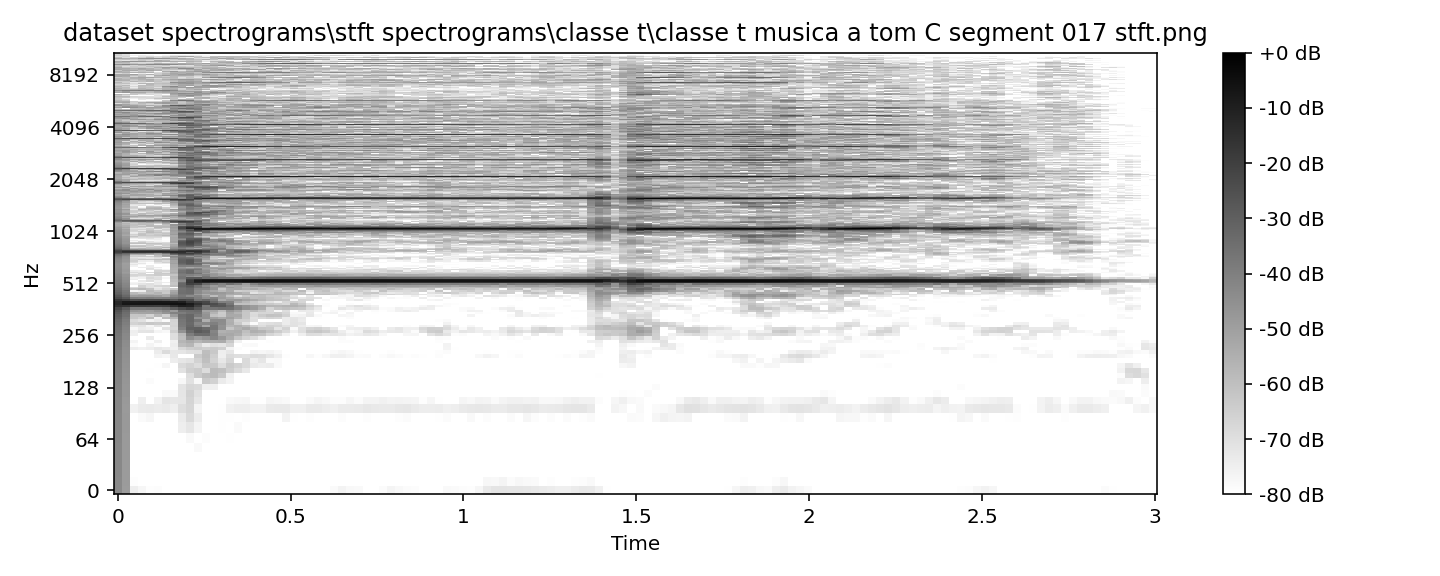 dataset spectrograms\stft spectrograms\classe t\classe t musica a tom C segment 017 stft.png
8192
4096
2048
1024
512
256
128
64
0
Hz
0
0.5
1
1.5
2
2.5
3
Time
+0 dB
-10 dB
-20 dB
-30 dB
-40 dB
-50 dB
-60 dB
-70 dB
-80 dB